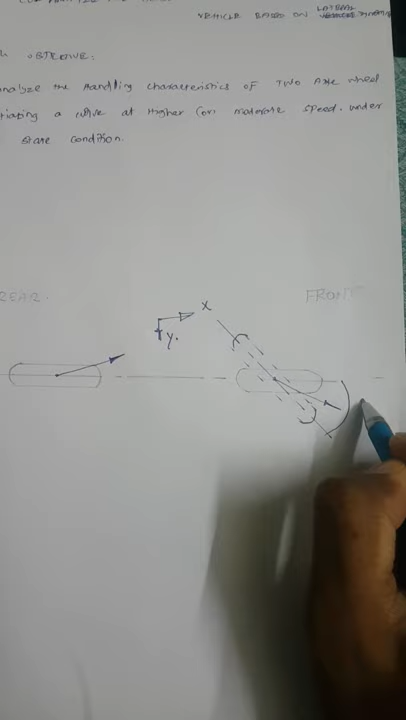 VEHICLE BASED ON LATERAL
OBJECTIVE:
nalyze the Handling characteristics OF TWO Axle wheel
tiating a curve at Higher (or) moderate speed. under
state condition.
REAR.
FRONT
X
Y.